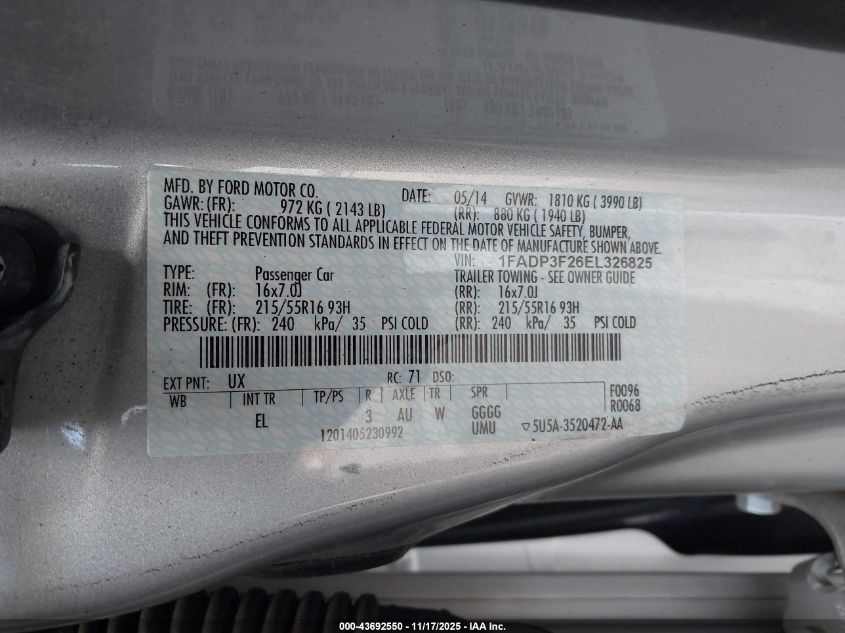 MFD. BY FORD MOTOR CO. DATE: 05/14 GVWR: 1810 KG ( 3990 LB)
GAWR: (FR): 972 KG ( 2143 LB) (RR): 880 KG ( 1940 LB)
THIS VEHICLE CONFORMS TO ALL APPLICABLE FEDERAL MOTOR VEHICLE SAFETY, BUMPER,
AND THEFT PREVENTION STANDARDS IN EFFECT ON THE DATE OF MANUFACTURE SHOWN ABOVE.
VIN: 1FADP3F26EL326825
TYPE: Passenger Car TRAILER TOWING - SEE OWNER GUIDE
RIM: (FR): 16x7.0J (RR): 16x7.0J
TIRE: (FR): 215/55R16 93H (RR): 215/55R16 93H
PRESSURE: (FR): 240 kPa/ 35 PSI COLD (RR): 240 kPa/ 35 PSI COLD
EXT PNT: UX RC: 71 DSO:
WB INT TR TP/PS R AXLE TR SPR F0096
EL 3 AU W GGGG R0068
1201405230992 UMU ▽5U5A-3520472-AA
000-43692550 — 11/17/2025 — IAA Inc.